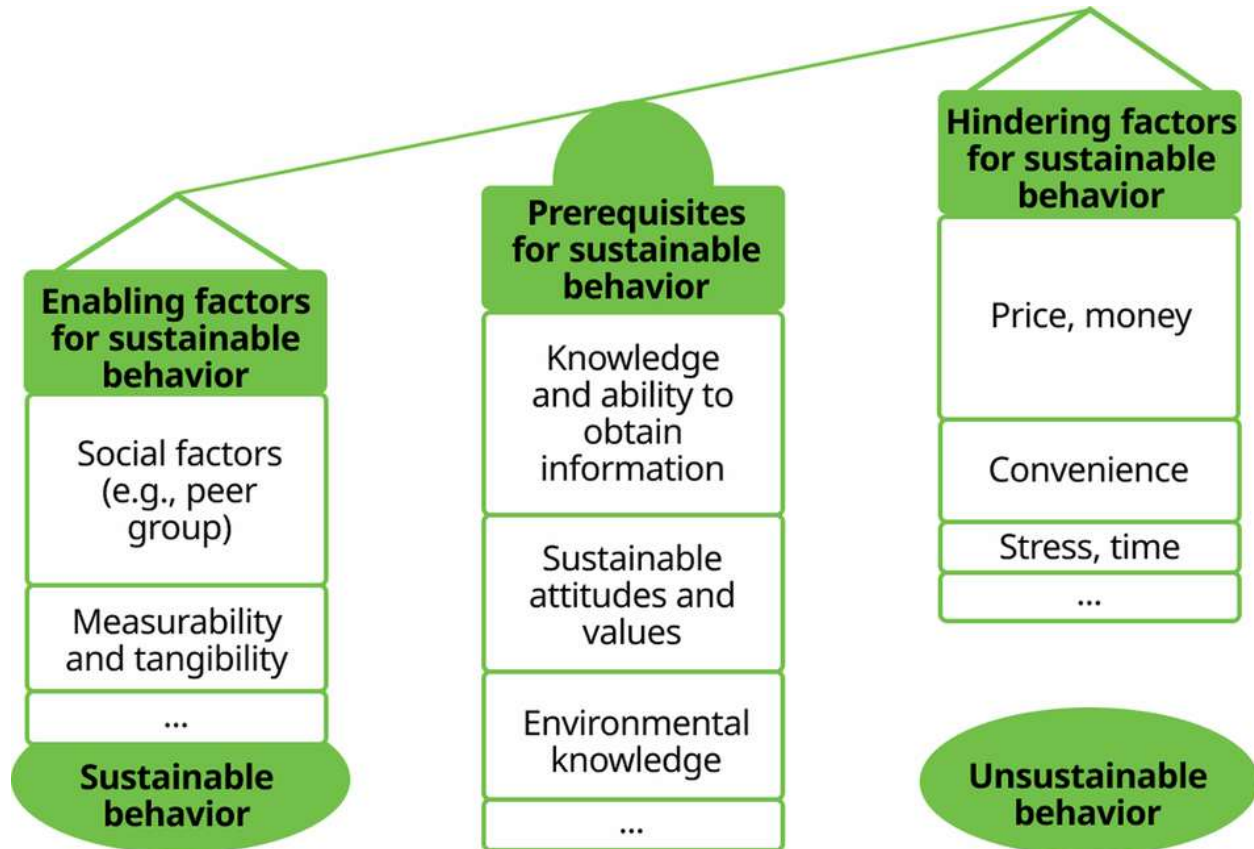 Enabling factors
for sustainable
behavior
Social factors
(e.g., peer
group)
Measurability
and tangibility
...
Sustainable
behavior
Prerequisites
for sustainable
behavior
Knowledge
and ability to
obtain
information
Sustainable
attitudes and
values
Environmental
knowledge
...
Hindering factors
for sustainable
behavior
Price, money
Convenience
Stress, time
...
Unsustainable
behavior